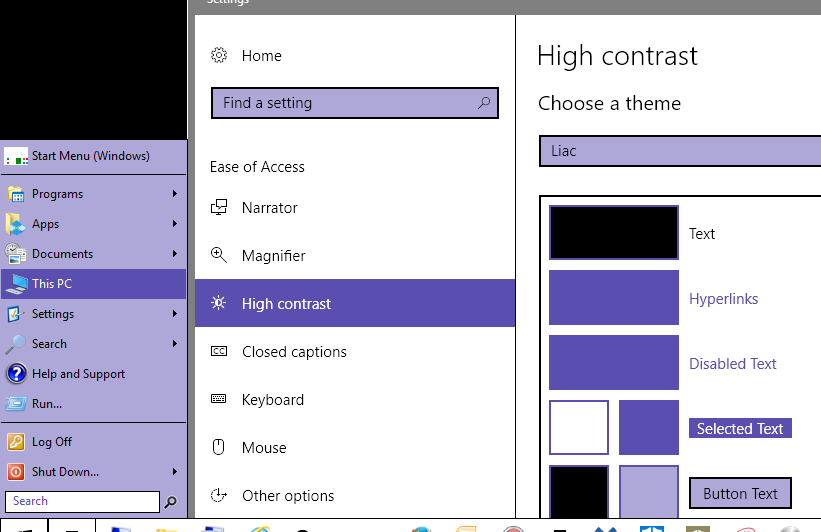 Settings
Start Menu (Windows)
Programs
Apps
Documents
This PC
Settings
Search
Help and Support
Run...
Log Off
Shut Down...
Search
Home
Find a setting
Ease of Access
Narrator
Magnifier
High contrast
CC Closed captions
Keyboard
Mouse
Other options
High contrast
Choose a theme
Liac
Text
Hyperlinks
Disabled Text
Selected Text
Button Text